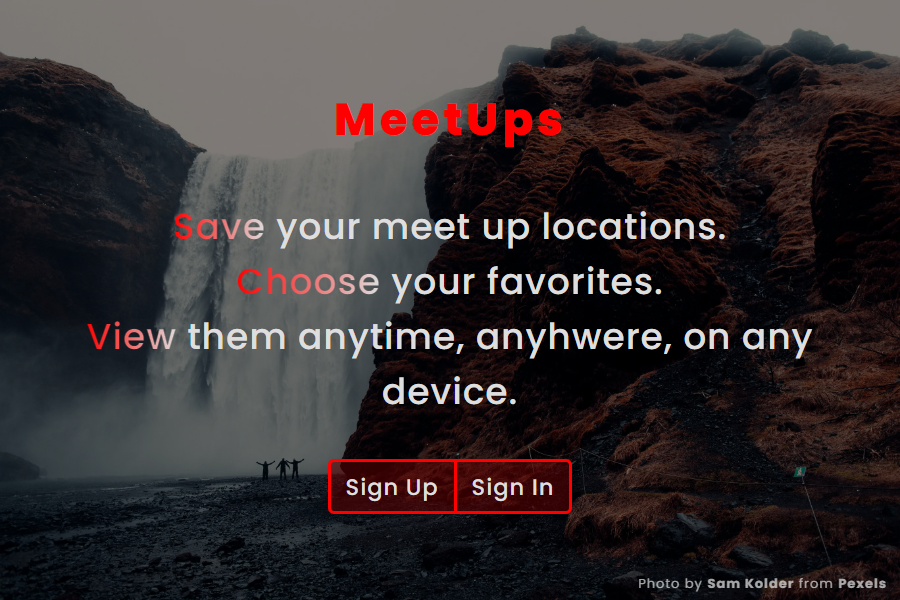 MeetUps
Save your meet up locations.
Choose your favorites.
View them anytime, anyhwere, on any
device.
Sign Up Sign In
Photo by Sam Kolder from Pexels